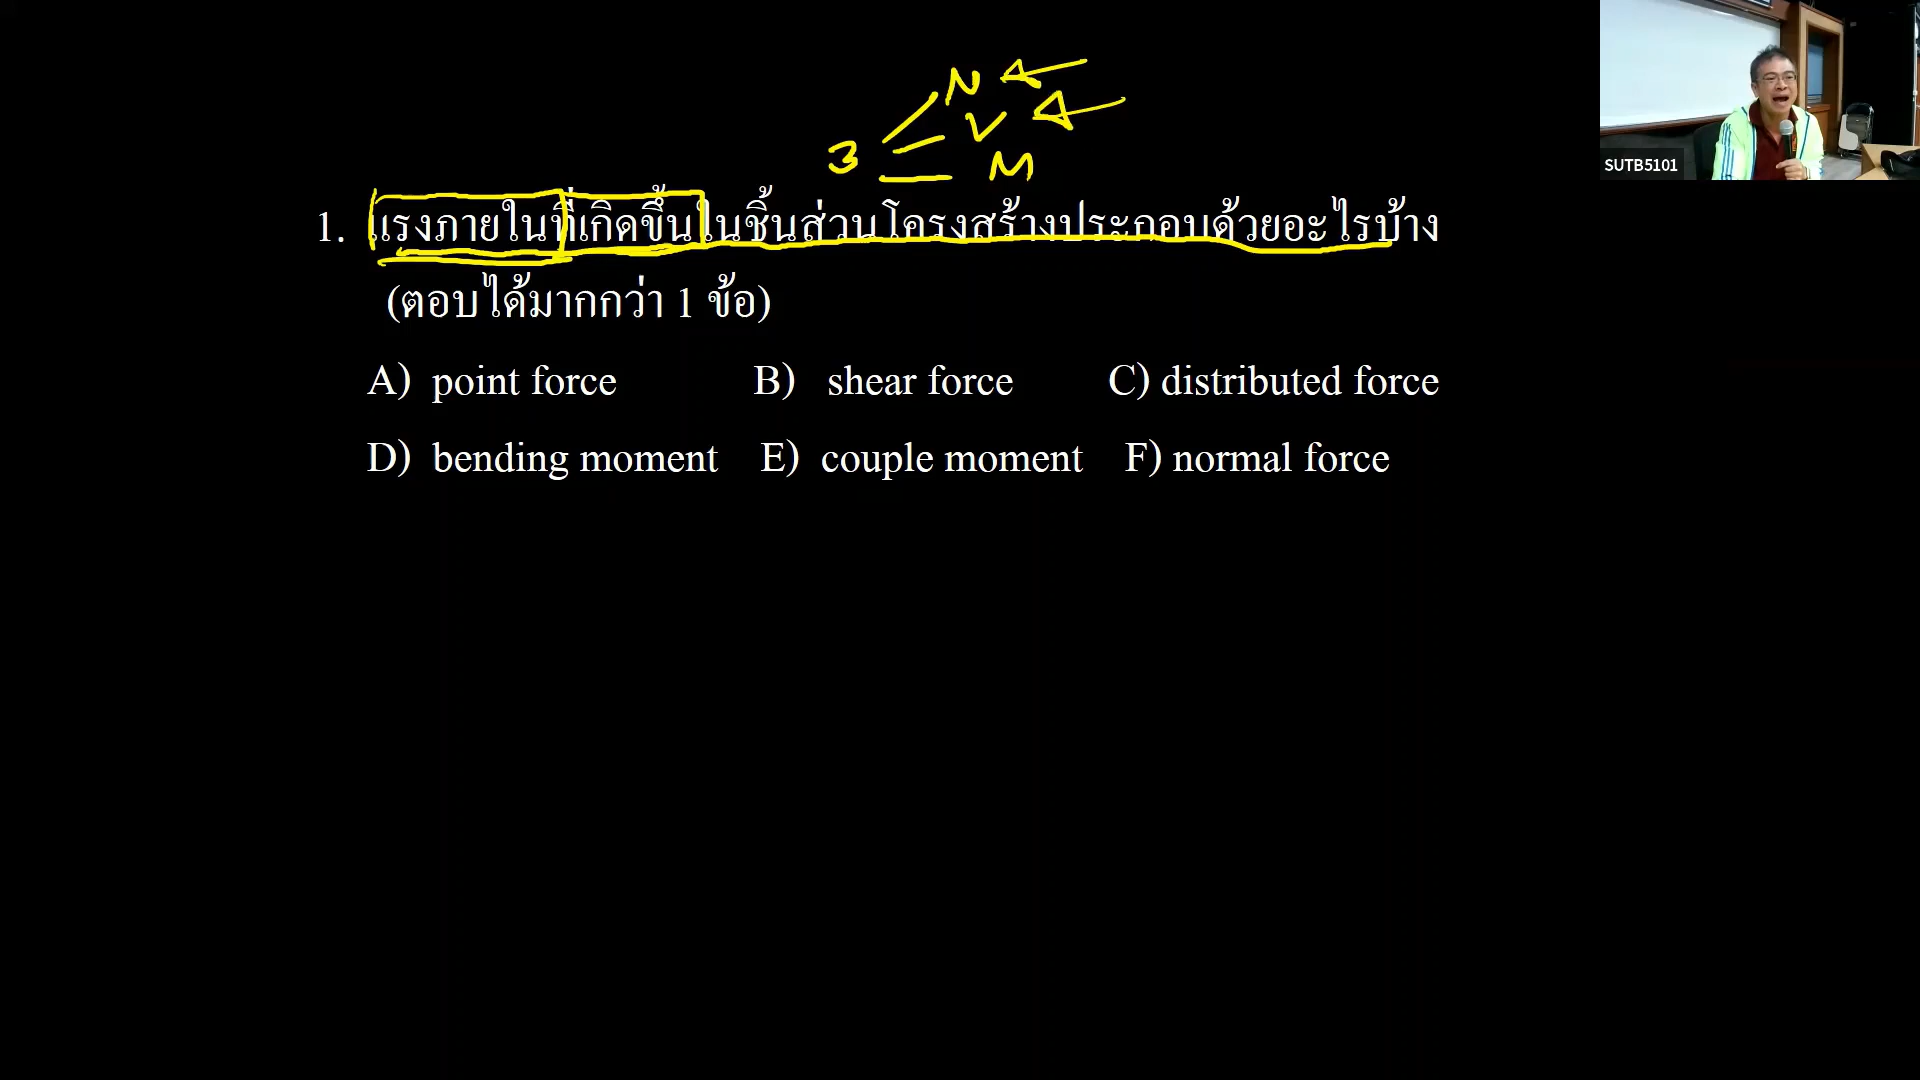 N
V
3
M
1. แรงภายในที่เกิดขึ้นในชิ้นส่วนโครงสร้างประกอบด้วยอะไรบ้าง
(ตอบได้มากกว่า 1 ข้อ)
A) point force B) shear force C) distributed force
D) bending moment E) couple moment F) normal force
SUTB5101